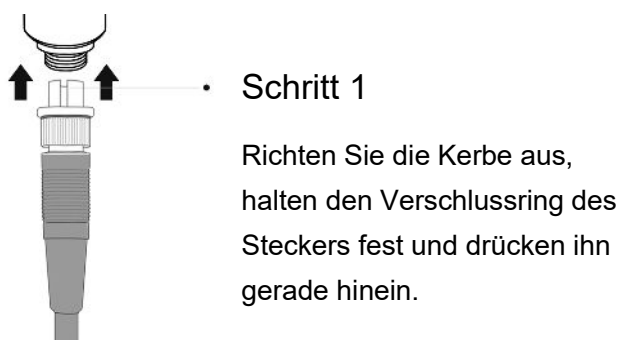 Schritt 1
Richten Sie die Kerbe aus,
halten den Verschlussring des
Steckers fest und drücken ihn
gerade hinein.